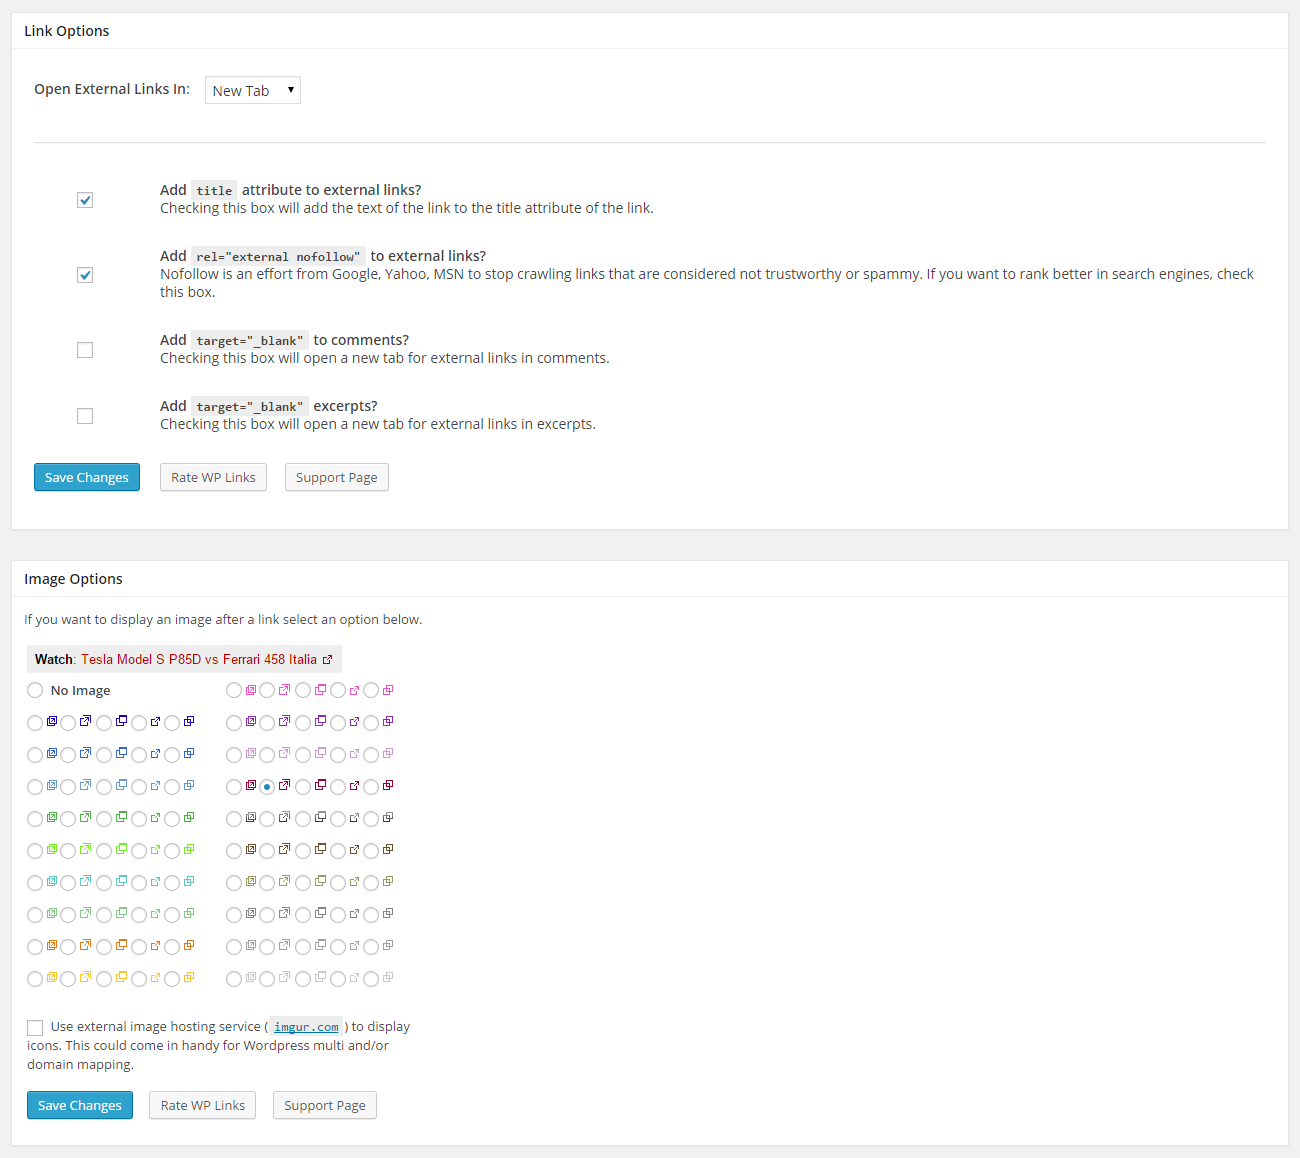 Link Options
Open External Links In: New Tab
Add title attribute to external links?
Checking this box will add the text of the link to the title attribute of the link.
Add rel="external nofollow" to external links?
Nofollow is an effort from Google, Yahoo, MSN to stop crawling links that are considered not trustworthy or spammy. If you want to rank better in search engines, check
this box.
Add target="_blank" to comments?
Checking this box will open a new tab for external links in comments.
Add target="_blank" excerpts?
Checking this box will open a new tab for external links in excerpts.
Save Changes Rate WP Links Support Page
Image Options
If you want to display an image after a link select an option below.
Watch: Tesla Model S P85D vs Ferrari 458 Italia
No Image
Use external image hosting service ( imgur.com ) to display
icons. This could come in handy for Wordpress multi and/or
domain mapping.
Save Changes Rate WP Links Support Page